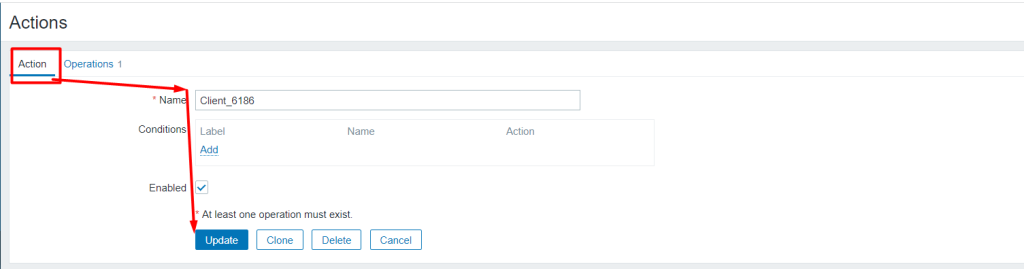 Actions
Action Operations 1
* Name Client_6186
Conditions Label Name Action
Add
Enabled
* At least one operation must exist.
Update Clone Delete Cancel